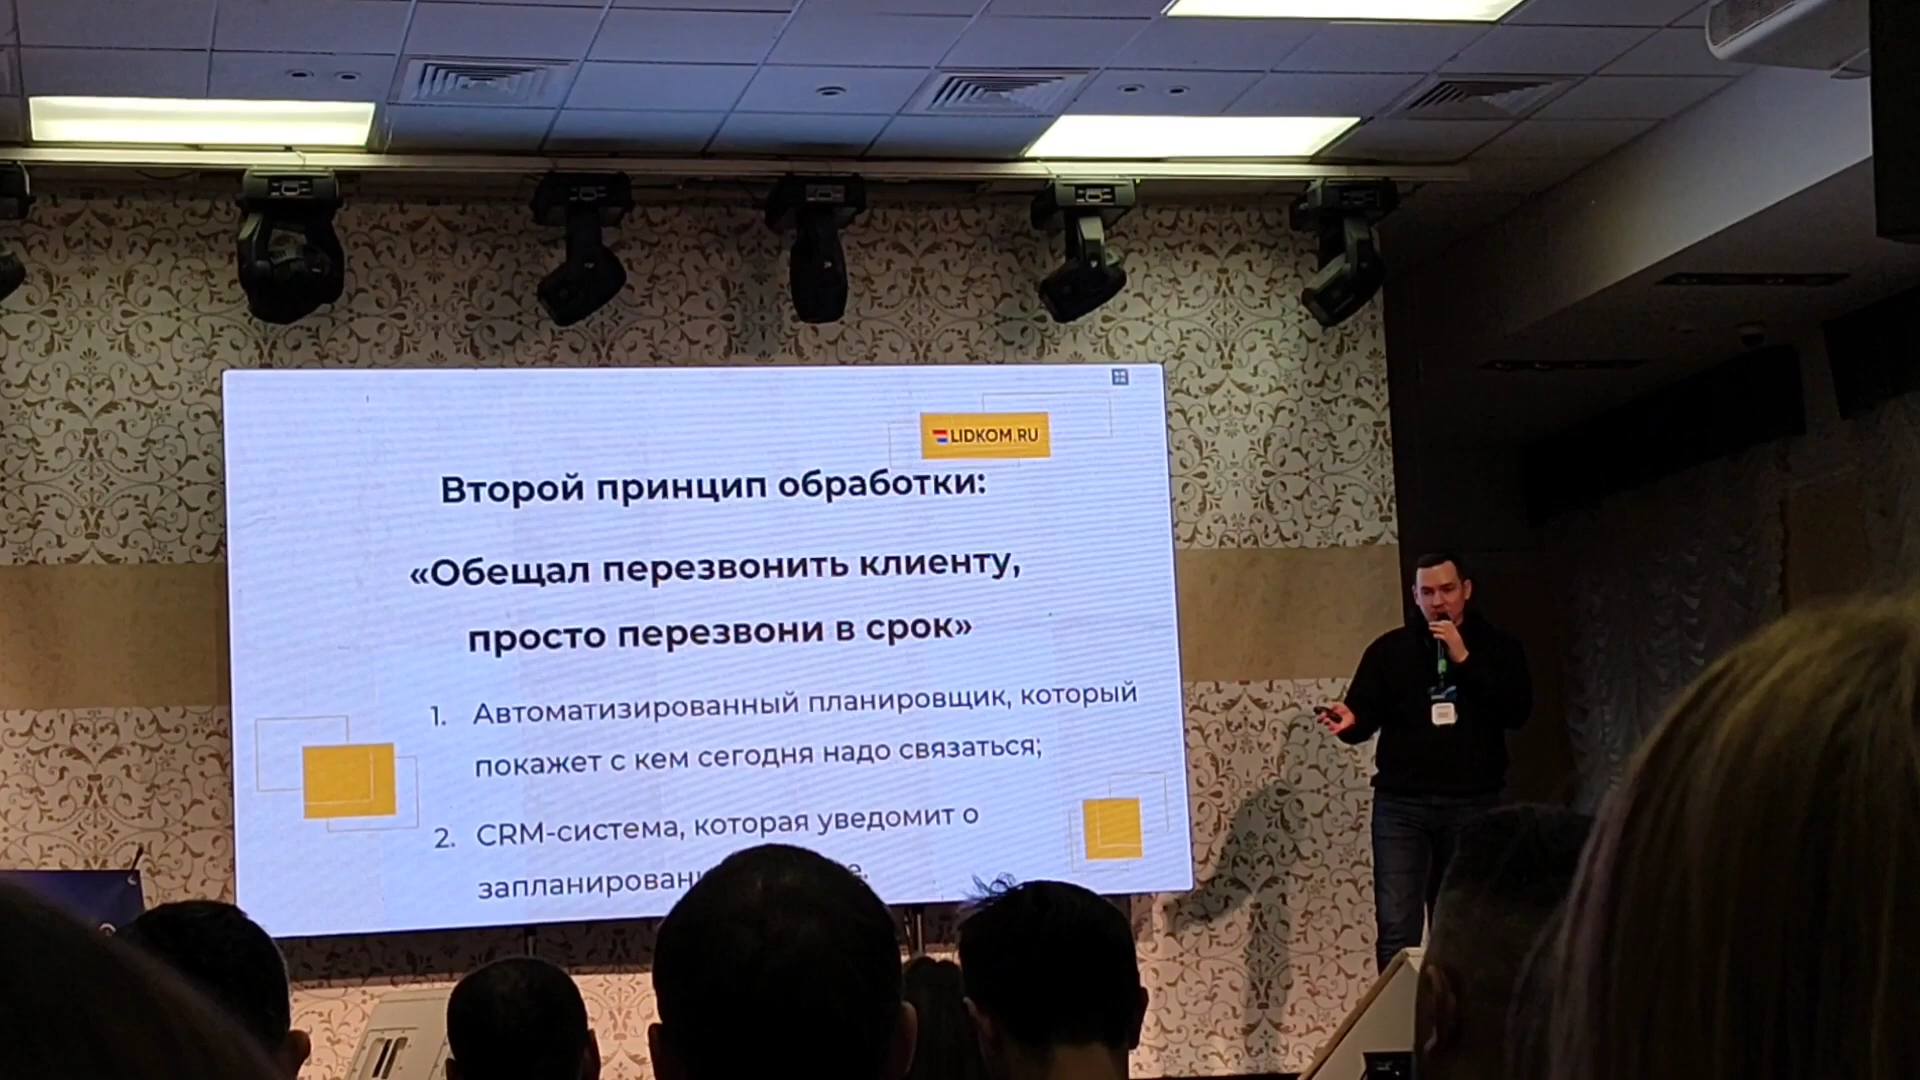 LIDKOM.RU
Второй принцип обработки:
«Обещал перезвонить клиенту,
просто перезвони в срок»
1. Автоматизированный планировщик, который
покажет с кем сегодня надо связаться;
2. CRM-система, которая уведомит о